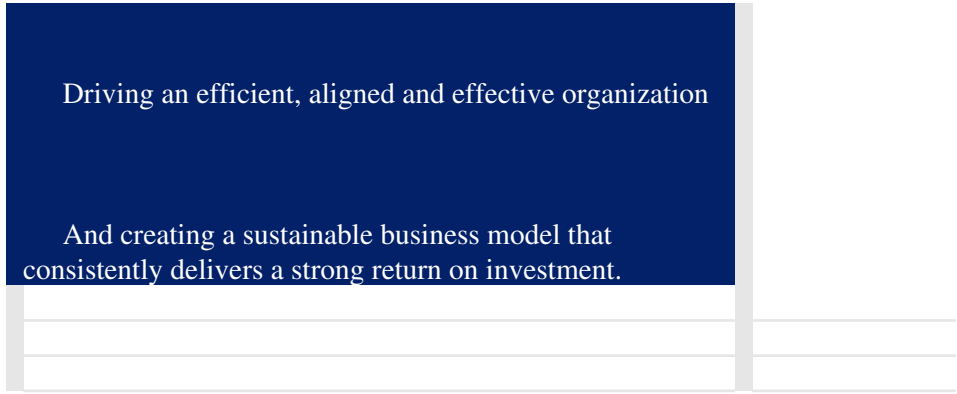 Driving an efficient, aligned and effective organization
And creating a sustainable business model that
consistently delivers a strong return on investment.